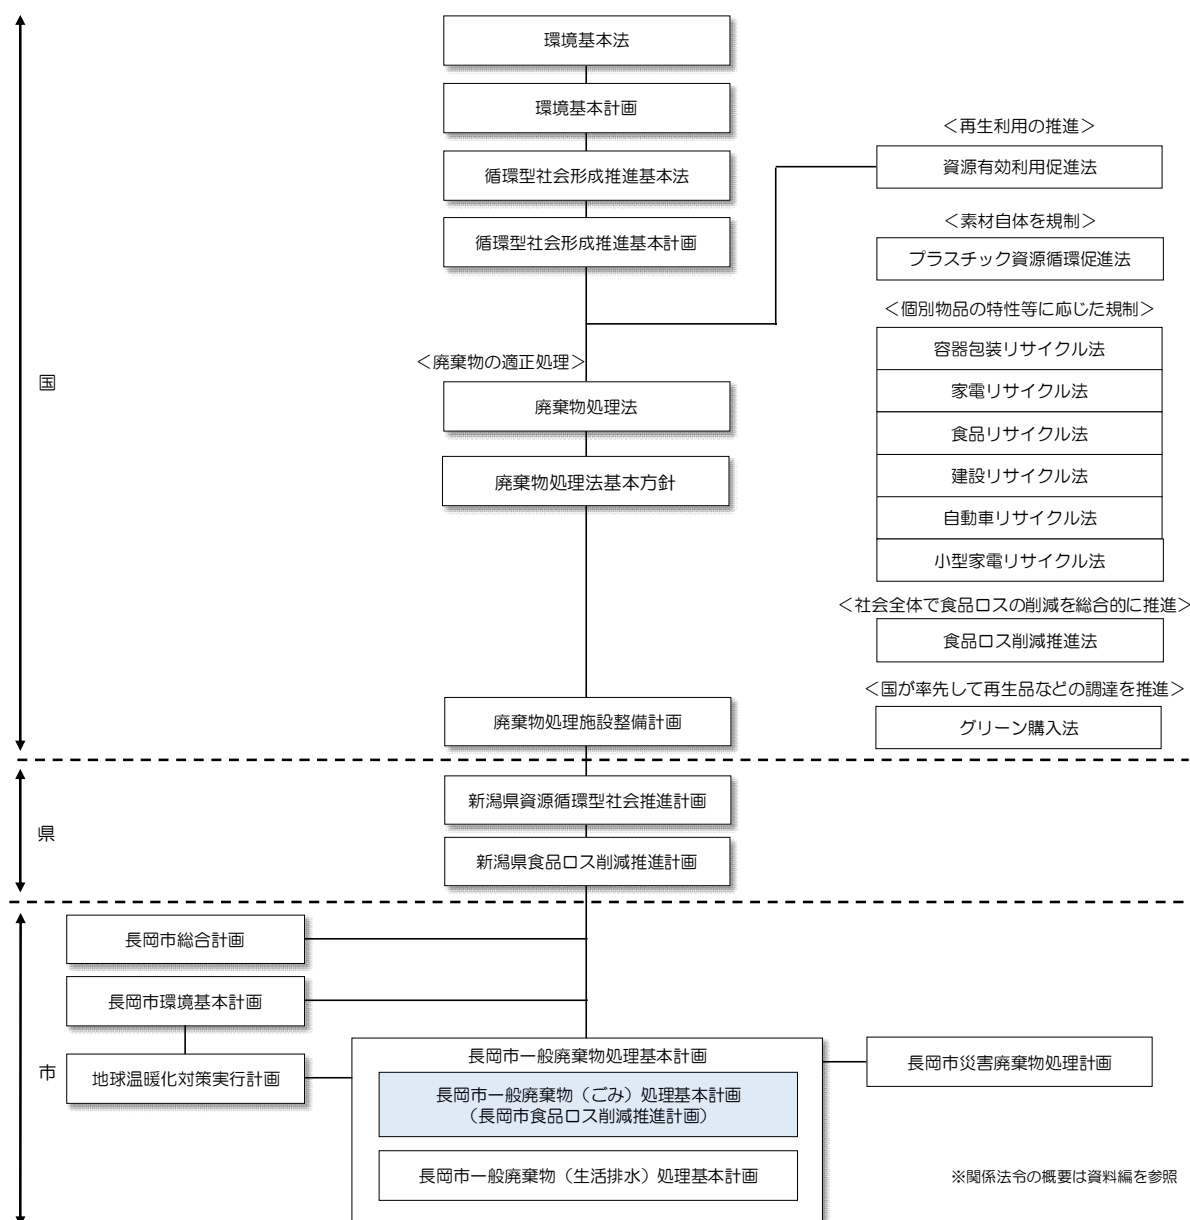 環境基本法
環境基本計画
循環型社会形成推進基本法
循環型社会形成推進基本計画
＜再生利用の推進＞
資源有効利用促進法
＜素材自体を規制＞
プラスチック資源循環促進法
＜個別物品の特性等に応じた規制＞
容器包装リサイクル法
家電リサイクル法
食品リサイクル法
建設リサイクル法
自動車リサイクル法
小型家電リサイクル法
＜社会全体で食品ロスの削減を総合的に推進＞
食品ロス削減推進法
＜国が率先して再生品などの調達を推進＞
グリーン購入法
国
＜廃棄物の適正処理＞
廃棄物処理法
廃棄物処理法基本方針
廃棄物処理施設整備計画
県
新潟県資源循環型社会推進計画
新潟県食品ロス削減推進計画
市
長岡市総合計画
長岡市環境基本計画
地球温暖化対策実行計画
長岡市一般廃棄物処理基本計画
長岡市一般廃棄物（ごみ）処理基本計画
（長岡市食品ロス削減推進計画）
長岡市一般廃棄物（生活排水）処理基本計画
長岡市災害廃棄物処理計画
※関係法令の概要は資料編を参照